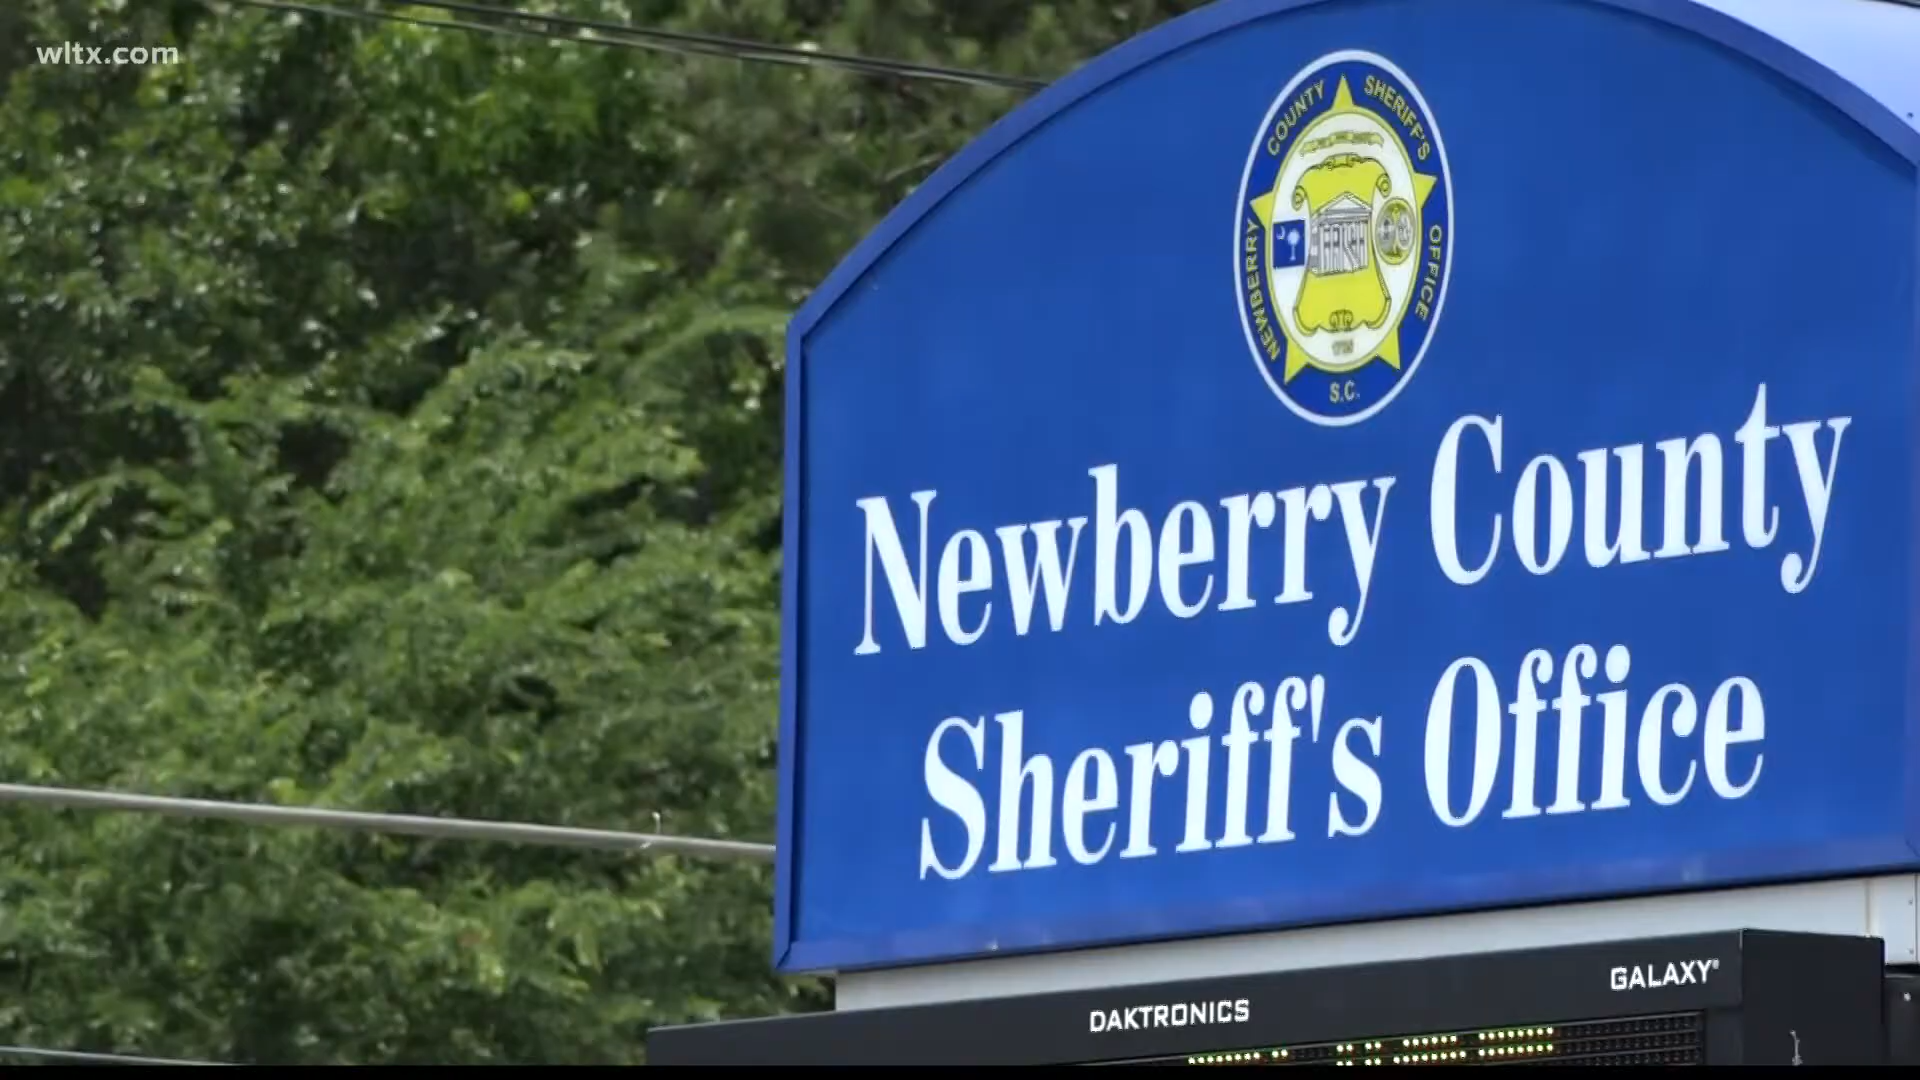 wltx.com
COUNTY SHERIFF'S
NEWBERRY OFFICE
S.C.
Newberry County
Sheriff's Office
GALAXY®
DAKTRONICS